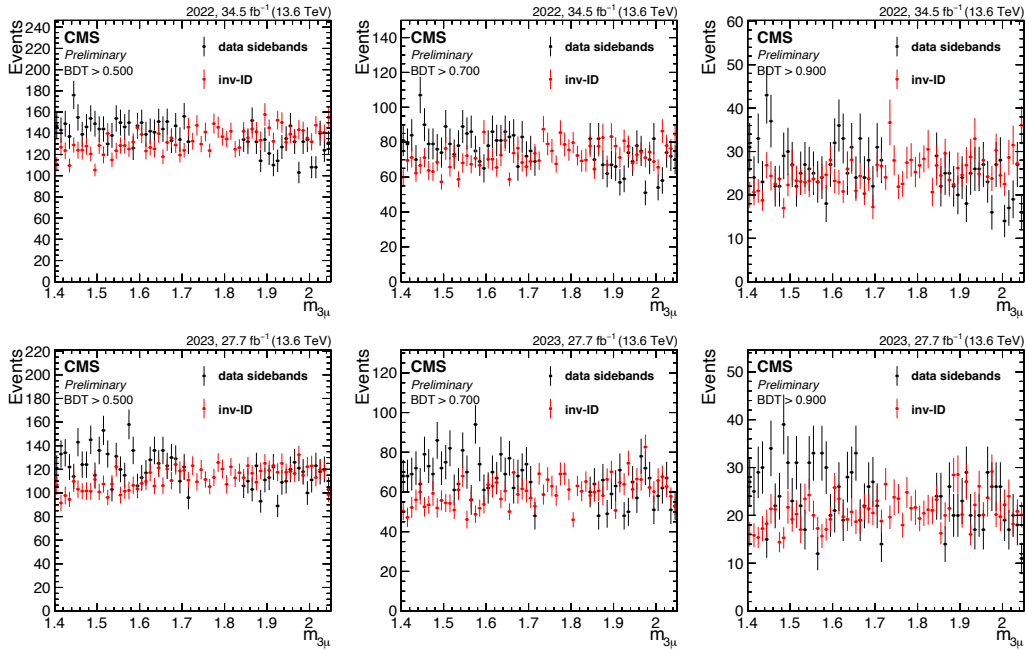 2022, 34.5 fb⁻¹ (13.6 TeV)
Events
240
220
200
180
160
140
120
100
80
60
40
20
0
CMS
Preliminary
BDT > 0.500
data sidebands
inv-ID
1.4 1.5 1.6 1.7 1.8 1.9 2
m3μ
2022, 34.5 fb⁻¹ (13.6 TeV)
Events
140
120
100
80
60
40
20
0
CMS
Preliminary
BDT > 0.700
data sidebands
inv-ID
1.4 1.5 1.6 1.7 1.8 1.9 2
m3μ
2022, 34.5 fb⁻¹ (13.6 TeV)
Events
60
50
40
30
20
10
0
CMS
Preliminary
BDT > 0.900
data sidebands
inv-ID
1.4 1.5 1.6 1.7 1.8 1.9 2
m3μ
2023, 27.7 fb⁻¹ (13.6 TeV)
Events
220
200
180
160
140
120
100
80
60
40
20
0
CMS
Preliminary
BDT > 0.500
data sidebands
inv-ID
1.4 1.5 1.6 1.7 1.8 1.9 2
m3μ
2023, 27.7 fb⁻¹ (13.6 TeV)
Events
120
100
80
60
40
20
0
CMS
Preliminary
BDT > 0.700
data sidebands
inv-ID
1.4 1.5 1.6 1.7 1.8 1.9 2
m3μ
2023, 27.7 fb⁻¹ (13.6 TeV)
Events
50
40
30
20
10
0
CMS
Preliminary
BDT > 0.900
data sidebands
inv-ID
1.4 1.5 1.6 1.7 1.8 1.9 2
m3μ